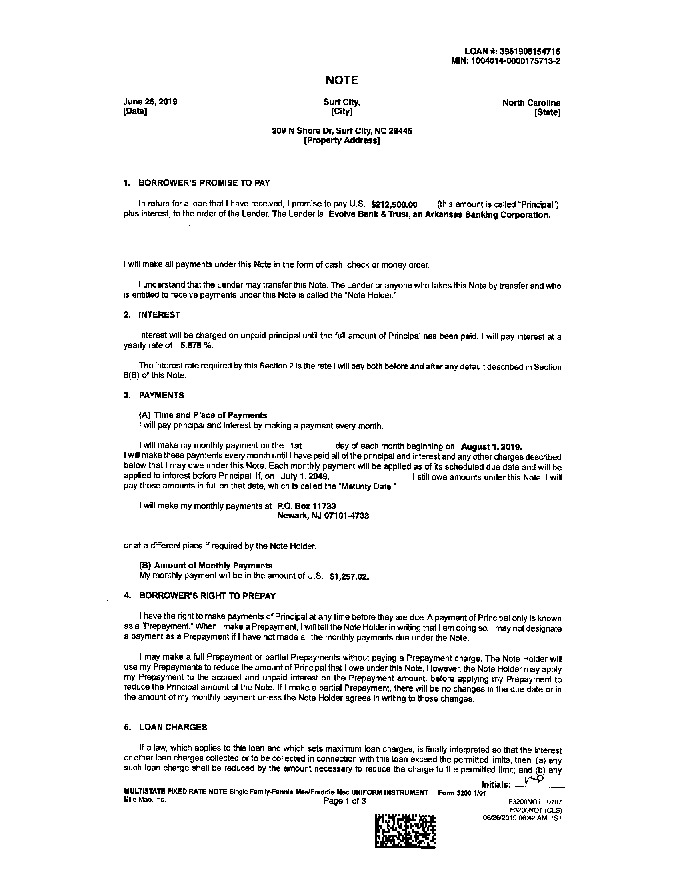 LOAN #: 3951906154715
MIN: 1004014-0000175713-2
NOTE
June 26, 2019 Surf City, North Carolina
[Date] [City] [State]
309 N Shore Dr, Surf City, NC 28445
[Property Address]
1. BORROWER'S PROMISE TO PAY
In return for a loan that I have received, I promise to pay U.S. $212,500.00 (this amount is called "Principal")
plus interest, to the order of the Lender. The Lender is Evolve Bank & Trust, an Arkansas Banking Corporation.
I will make all payments under this Note in the form of cash, check or money order.
I understand that the Lender may transfer this Note. The Lender or anyone who takes this Note by transfer and who
is entitled to receive payments under this Note is called the "Note Holder."
2. INTEREST
Interest will be charged on unpaid principal until the full amount of Principal has been paid. I will pay interest at a
yearly rate of 5.875 %.
The interest rate required by this Section 2 is the rate I will pay both before and after any default described in Section
6(B) of this Note.
3. PAYMENTS
(A) Time and Place of Payments
I will pay principal and interest by making a payment every month.
I will make my monthly payment on the 1st day of each month beginning on August 1, 2019.
I will make these payments every month until I have paid all of the principal and interest and any other charges described
below that I may owe under this Note. Each monthly payment will be applied as of its scheduled due date and will be
applied to interest before Principal. If, on July 1, 2049, I still owe amounts under this Note, I will
pay those amounts in full on that date, which is called the "Maturity Date."
I will make my monthly payments at P.O. Box 11733
Newark, NJ 07101-4733
or at a different place if required by the Note Holder.
(B) Amount of Monthly Payments
My monthly payment will be in the amount of U.S. $1,257.02.
4. BORROWER'S RIGHT TO PREPAY
I have the right to make payments of Principal at any time before they are due. A payment of Principal only is known
as a "Prepayment." When I make a Prepayment, I will tell the Note Holder in writing that I am doing so. I may not designate
a payment as a Prepayment if I have not made all the monthly payments due under the Note.
I may make a full Prepayment or partial Prepayments without paying a Prepayment charge. The Note Holder will
use my Prepayments to reduce the amount of Principal that I owe under this Note. However, the Note Holder may apply
my Prepayment to the accrued and unpaid interest on the Prepayment amount, before applying my Prepayment to
reduce the Principal amount of the Note. If I make a partial Prepayment, there will be no changes in the due date or in
the amount of my monthly payment unless the Note Holder agrees in writing to those changes.
5. LOAN CHARGES
If a law, which applies to this loan and which sets maximum loan charges, is finally interpreted so that the interest
or other loan charges collected or to be collected in connection with this loan exceed the permitted limits, then: (a) any
such loan charge shall be reduced by the amount necessary to reduce the charge to the permitted limit; and (b) any
Initials:
MULTISTATE FIXED RATE NOTE Single Family-Fannie Mae/Freddie Mac UNIFORM INSTRUMENT Form 3200 1/01
Ellie Mae, Inc. Page 1 of 3
F3200NOT (CLS)
06/26/2019 06:42 AM PST